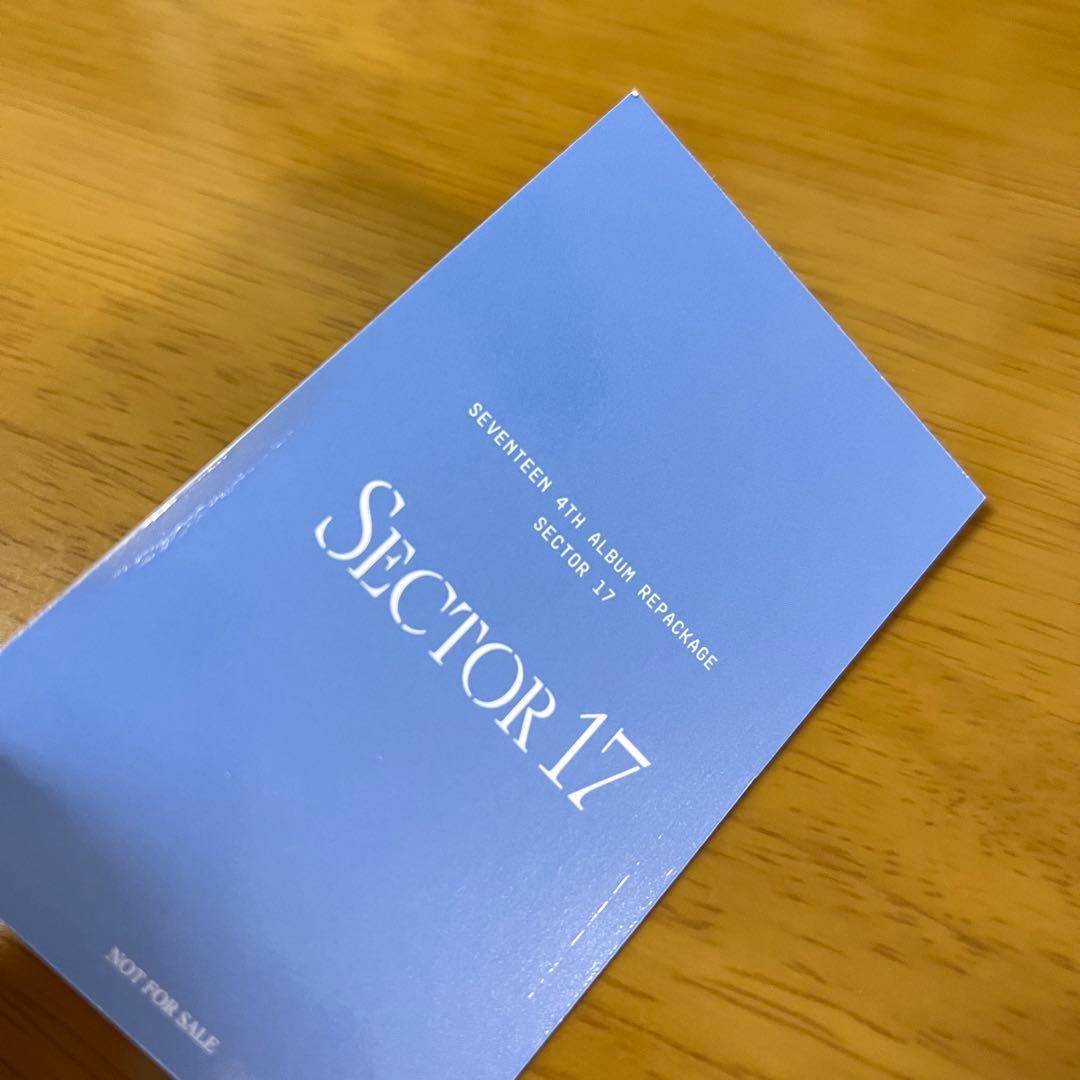 SEVENTEEN 4TH ALBUM REPACKAGE
SECTOR 17
SECTOR 17
NOT FOR SALE